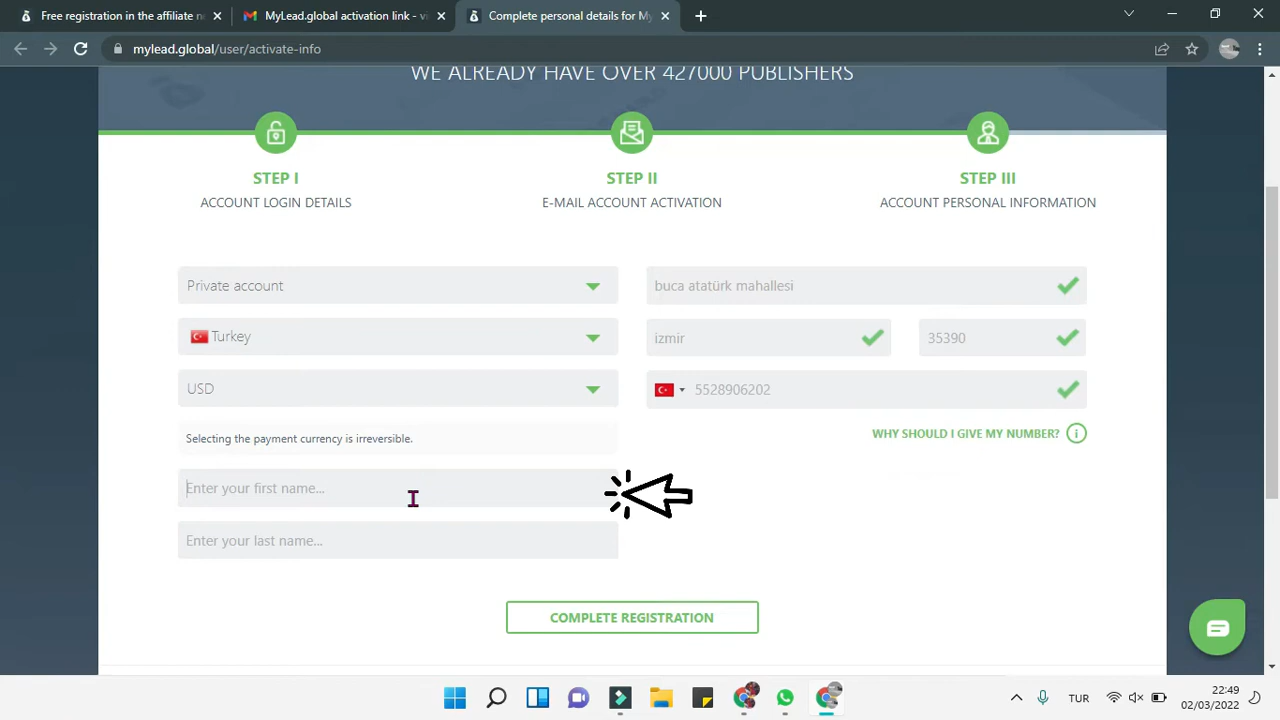 Free registration in the affiliate n
MyLead.global activation link - vi
Complete personal details for My
mylead.global/user/activate-info
WE ALREADY HAVE OVER 427000 PUBLISHERS
STEP I
STEP II
STEP III
ACCOUNT LOGIN DETAILS
E-MAIL ACCOUNT ACTIVATION
ACCOUNT PERSONAL INFORMATION
Private account
buca atatürk mahallesi
Turkey
izmir
35390
USD
5528906202
Selecting the payment currency is irreversible.
WHY SHOULD I GIVE MY NUMBER?
Enter your first name...
Enter your last name...
COMPLETE REGISTRATION
TUR
22:49
02/03/2022